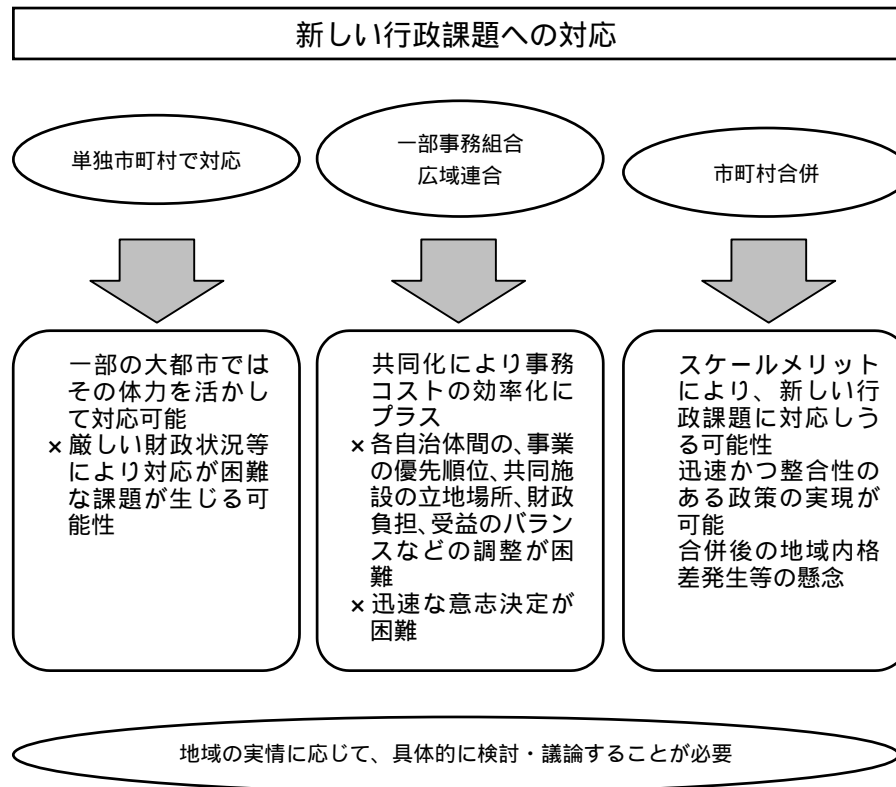 新しい行政課題への対応
単独市町村で対応
一部事務組合
広域連合
市町村合併
一部の大都市では
その体力を活かし
て対応可能
×厳しい財政状況等
により対応が困難
な課題が生じる可
能性
共同化により事務
コストの効率化に
プラス
×各自治体間の、事業
の優先順位、共同施
設の立地場所、財政
負担、受益のバラン
スなどの調整が困
難
×迅速な意志決定が
困難
スケールメリット
により、新しい行
政課題に対応しう
る可能性
迅速かつ整合性の
ある政策の実現が
可能
合併後の地域内格
差発生等の懸念
地域の実情に応じて、具体的に検討・議論することが必要